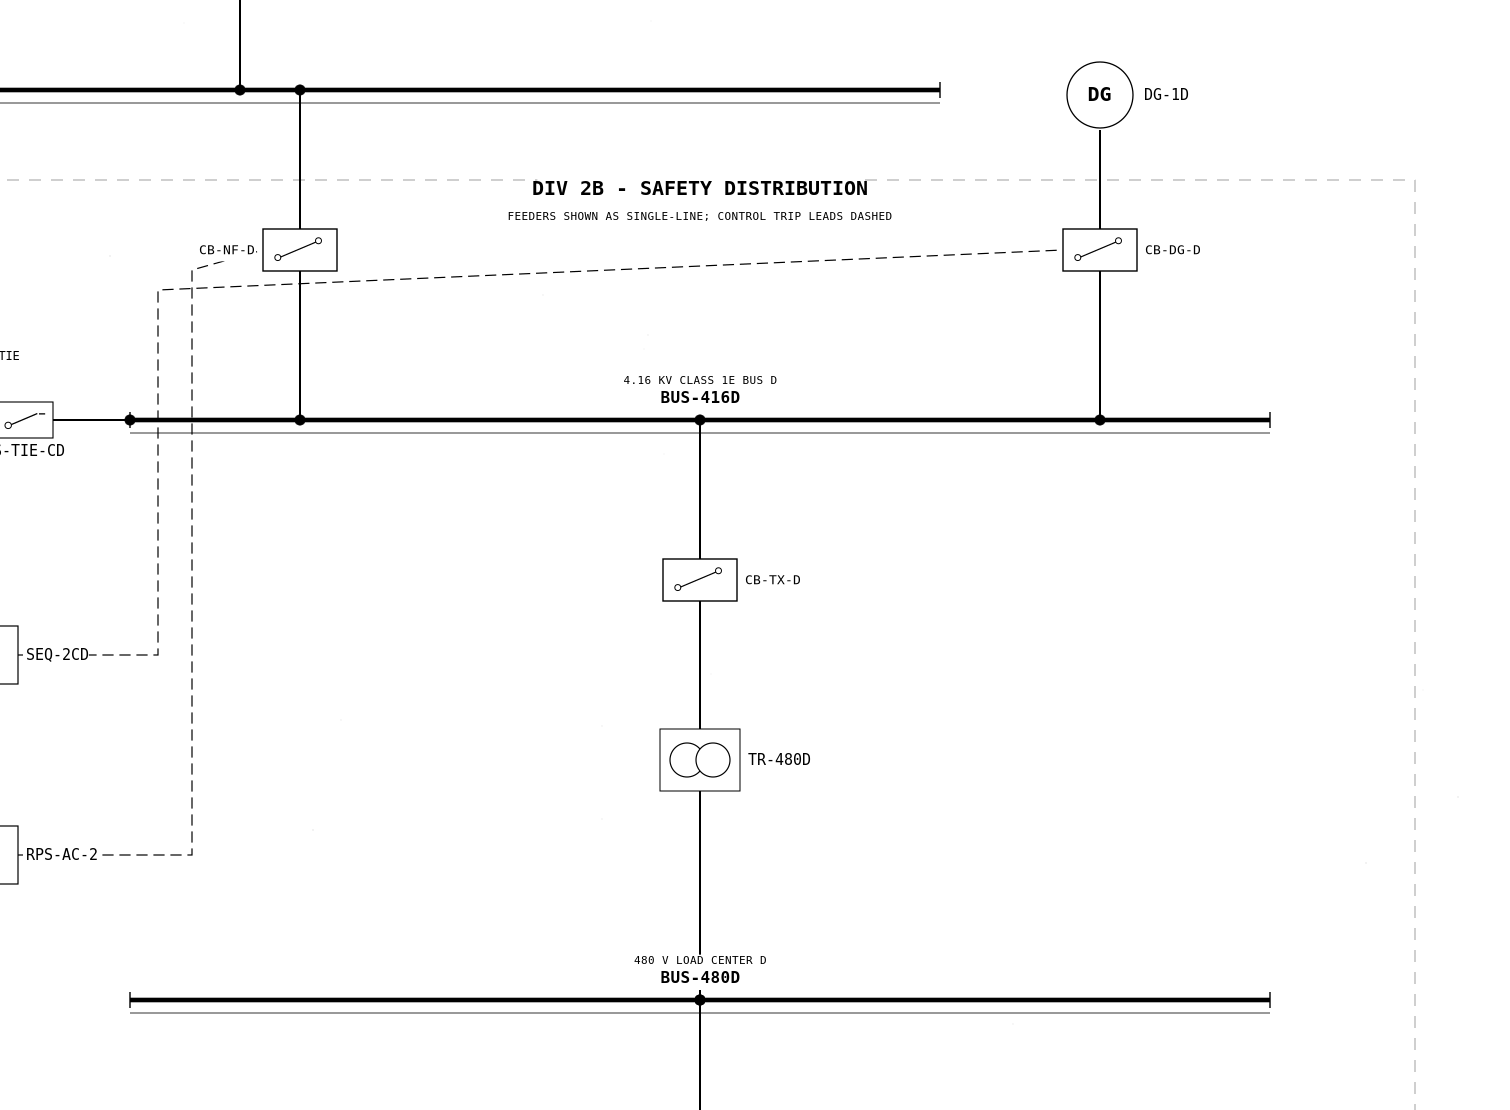 DG
DG-1D
DIV 2B - SAFETY DISTRIBUTION
FEEDERS SHOWN AS SINGLE-LINE; CONTROL TRIP LEADS DASHED
CB-NF-D
CB-DG-D
TIE
4.16 KV CLASS 1E BUS D
BUS-416D
-TIE-CD
CB-TX-D
SEQ-2CD
TR-480D
RPS-AC-2
480 V LOAD CENTER D
BUS-480D